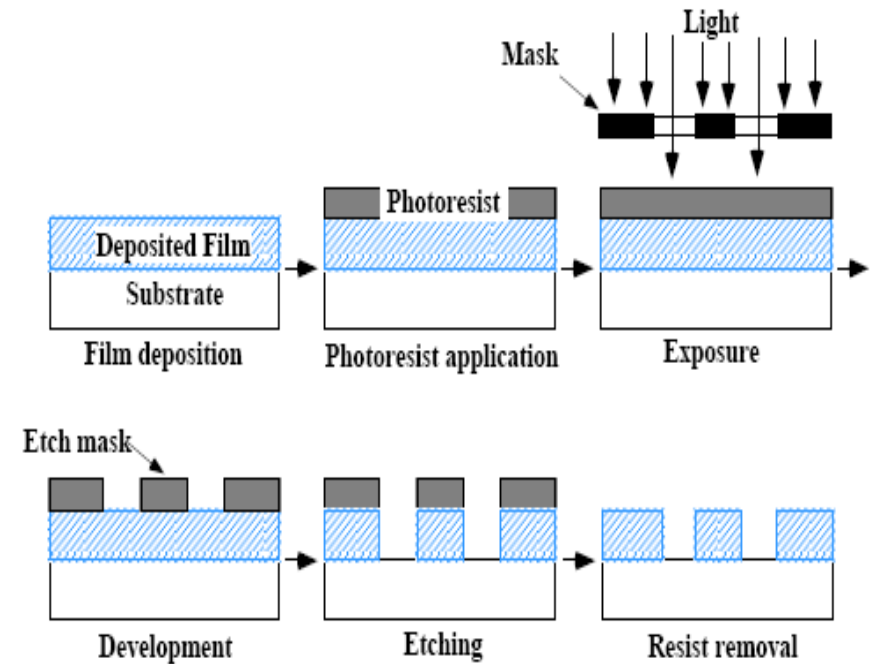 Light
Mask
Photoresist
Deposited Film
Substrate
Film deposition
Photoresist application
Exposure
Etch mask
Development
Etching
Resist removal